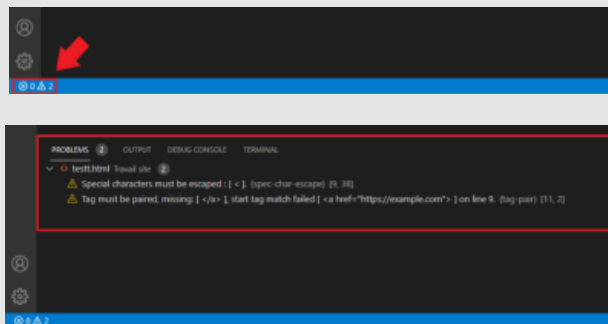 0 2
PROBLEMS 2 OUTPUT DEBUG CONSOLE TERMINAL
testt.html Travail site 2
Special characters must be escaped : [ < ]. (spec-char-escape) [9, 38]
Tag must be paired, missing: [ </a> ], start tag match failed [ <a href="https://example.com"> ] on line 9. (tag-pair) [11, 2]
0 2